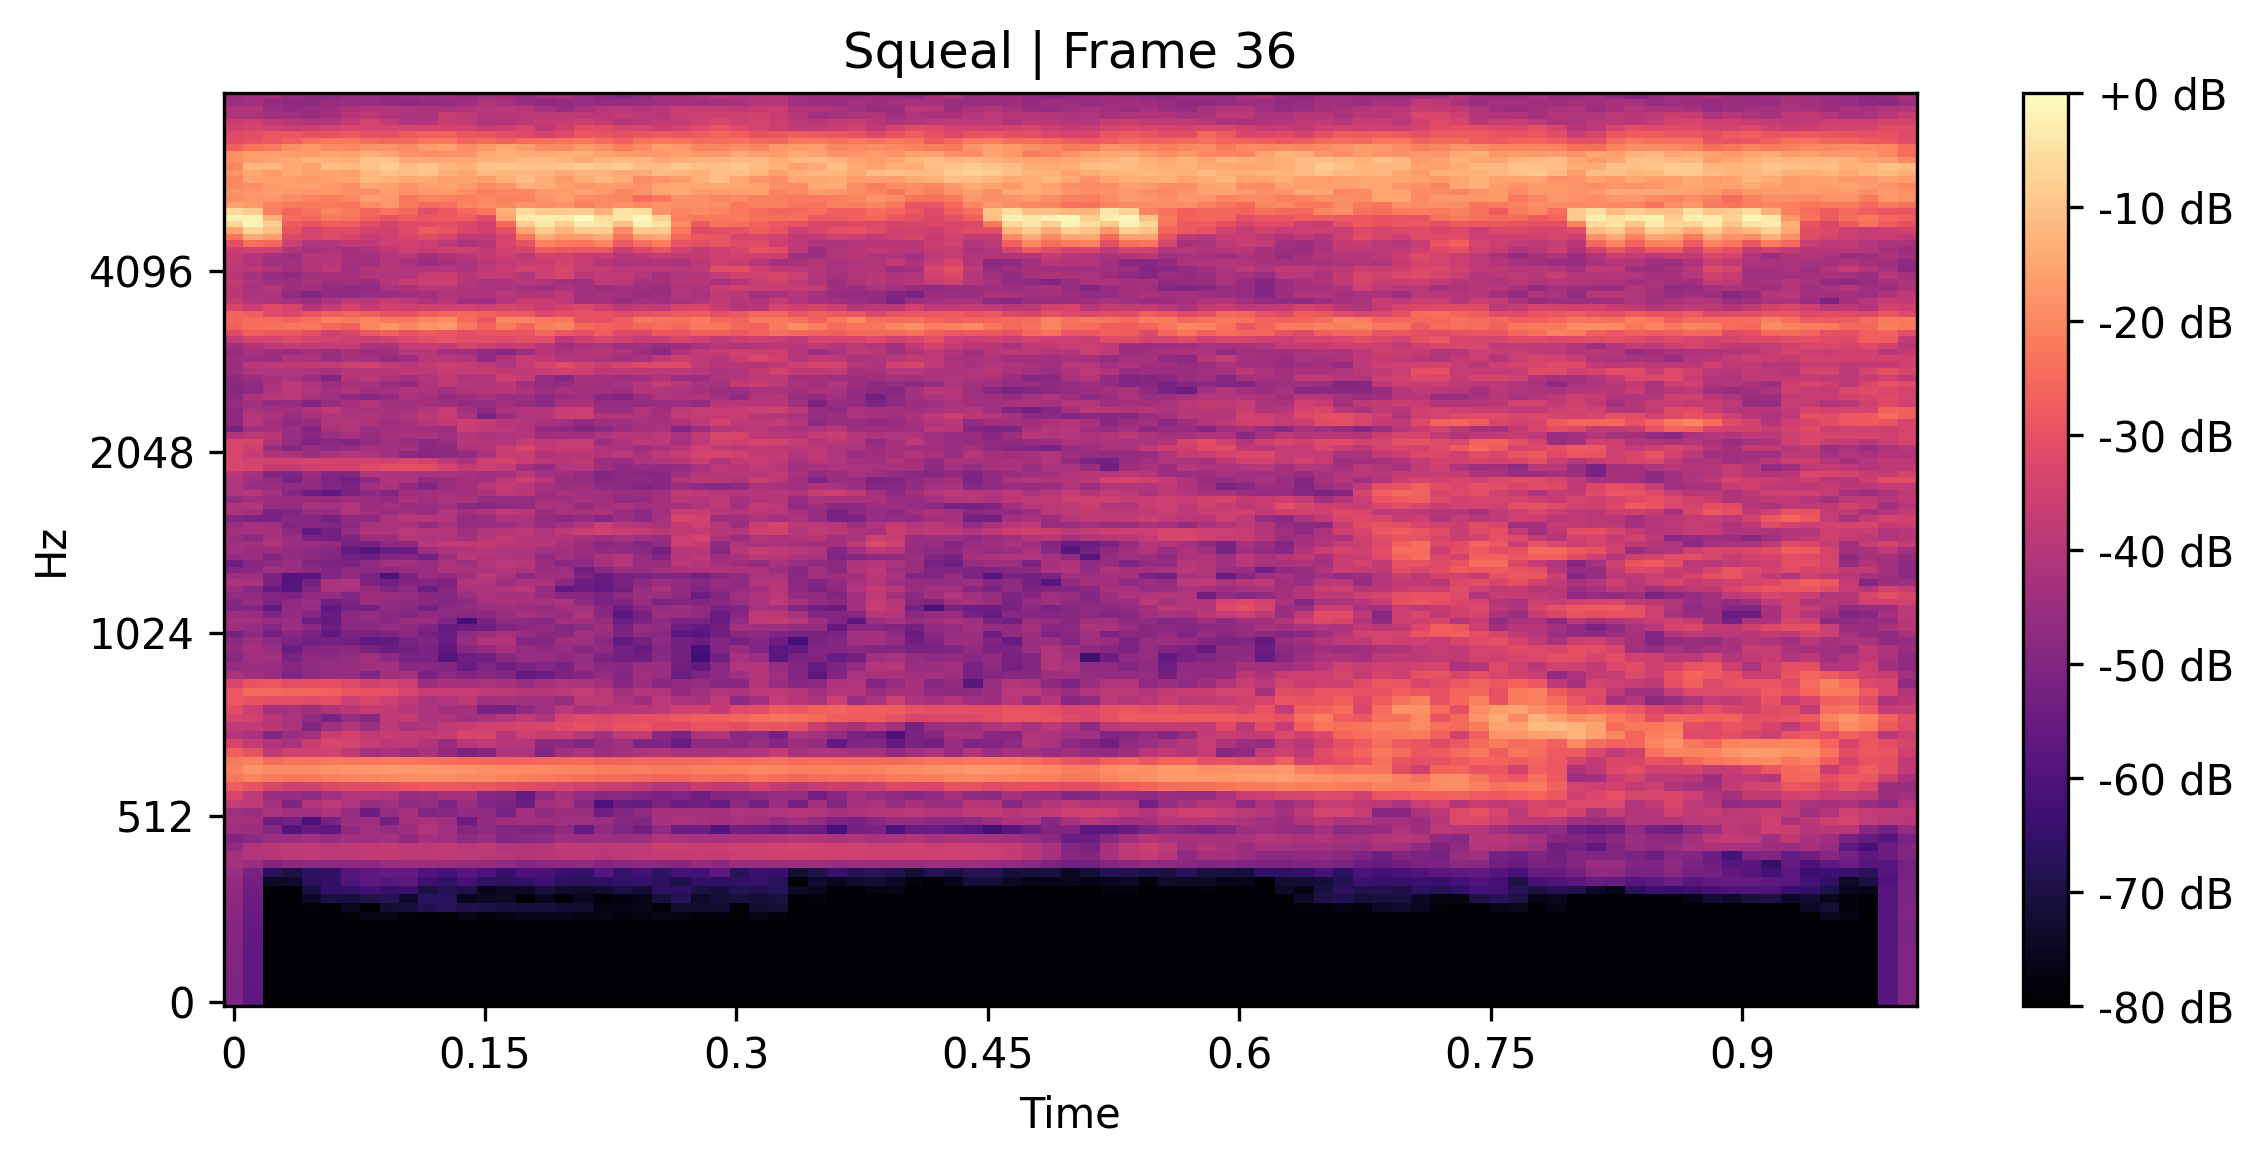 Squeal | Frame 36
+0 dB
-10 dB
-20 dB
-30 dB
-40 dB
-50 dB
-60 dB
-70 dB
-80 dB
Hz
4096
2048
1024
512
0
0 0.15 0.3 0.45 0.6 0.75 0.9
Time